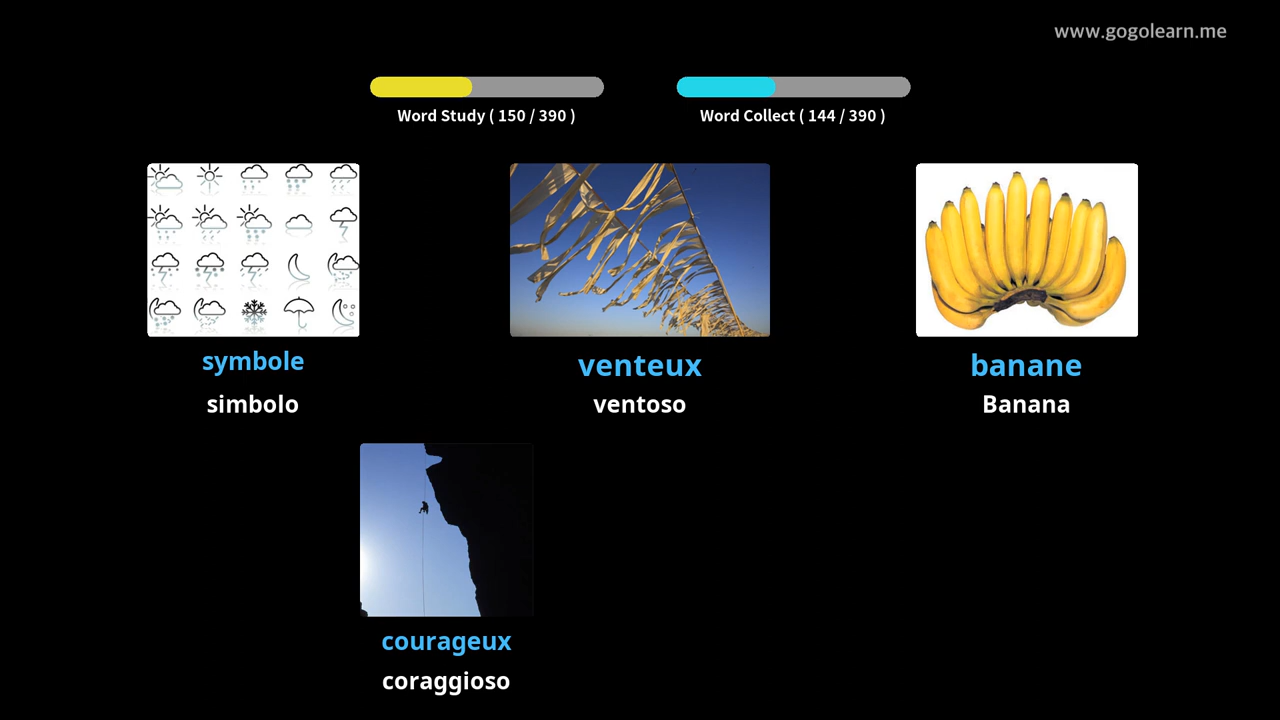 www.gogolearn.me
Word Study ( 150 / 390 )
Word Collect ( 144 / 390 )
symbole
simbolo
venteux
ventoso
banane
Banana
courageux
coraggioso